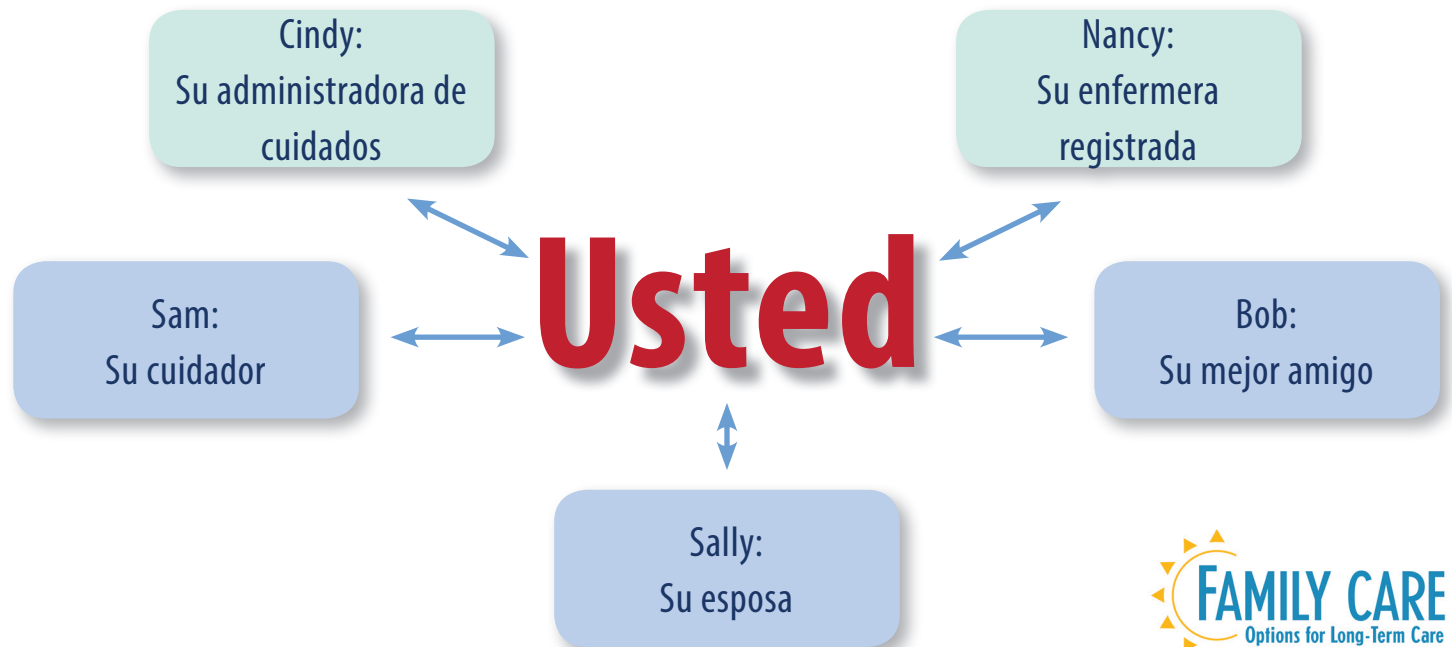 Cindy:
Su administradora de
cuidados
Nancy:
Su enfermera
registrada
Usted
Sam:
Su cuidador
Bob:
Su mejor amigo
Sally:
Su esposa
FAMILY CARE
Options for Long-Term Care